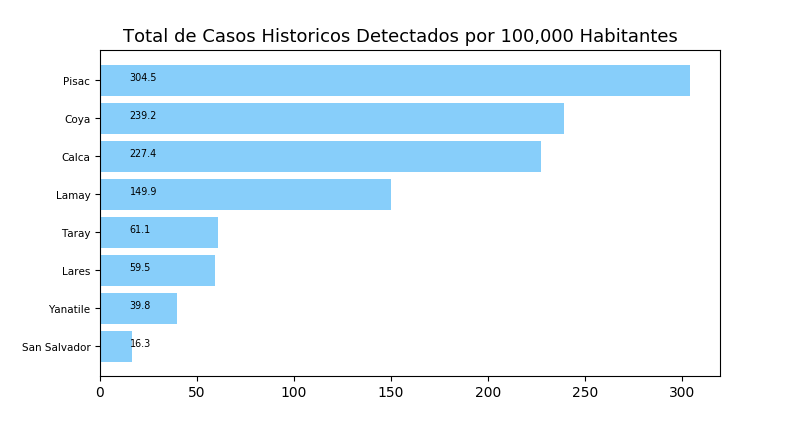 Total de Casos Historicos Detectados por 100,000 Habitantes
Pisac 304.5
Coya 239.2
Calca 227.4
Lamay 149.9
Taray 61.1
Lares 59.5
Yanatile 39.8
San Salvador 16.3
0 50 100 150 200 250 300